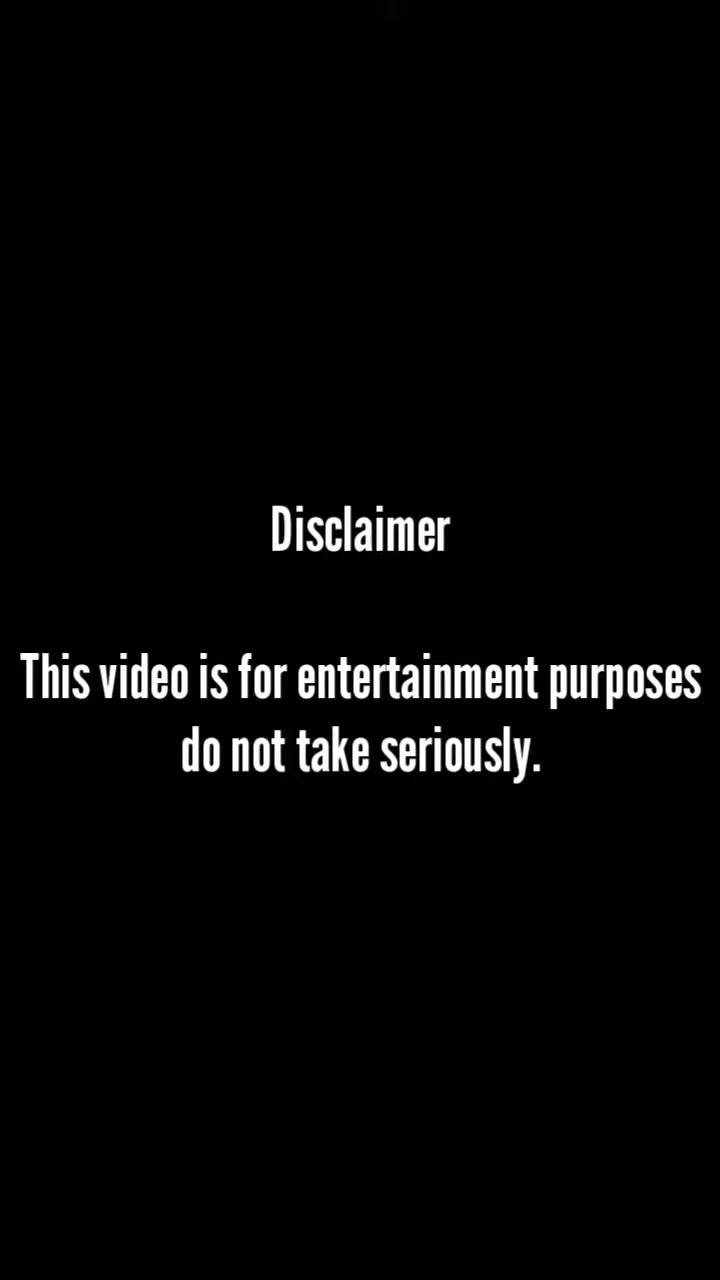 Disclaimer
This video is for entertainment purposes
do not take seriously.